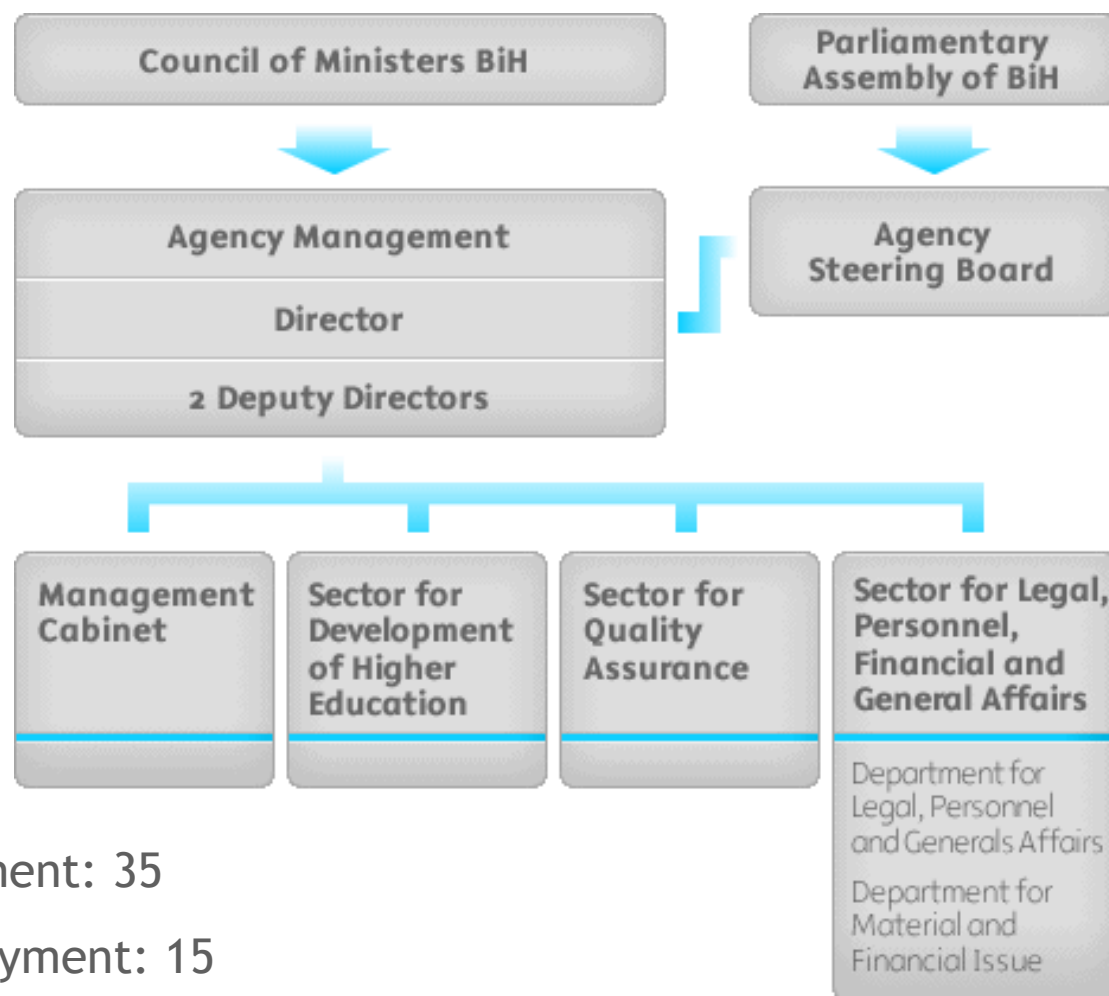 Council of Ministers BiH
Parliamentary
Assembly of BiH
Agency Management
Director
2 Deputy Directors
Agency
Steering Board
Management
Cabinet
Sector for
Development
of Higher
Education
Sector for
Quality
Assurance
Sector for Legal,
Personnel,
Financial and
General Affairs
Department for
Legal, Personnel
and Generals Affairs
Department for
Material and
Financial Issue
: 35
: 15